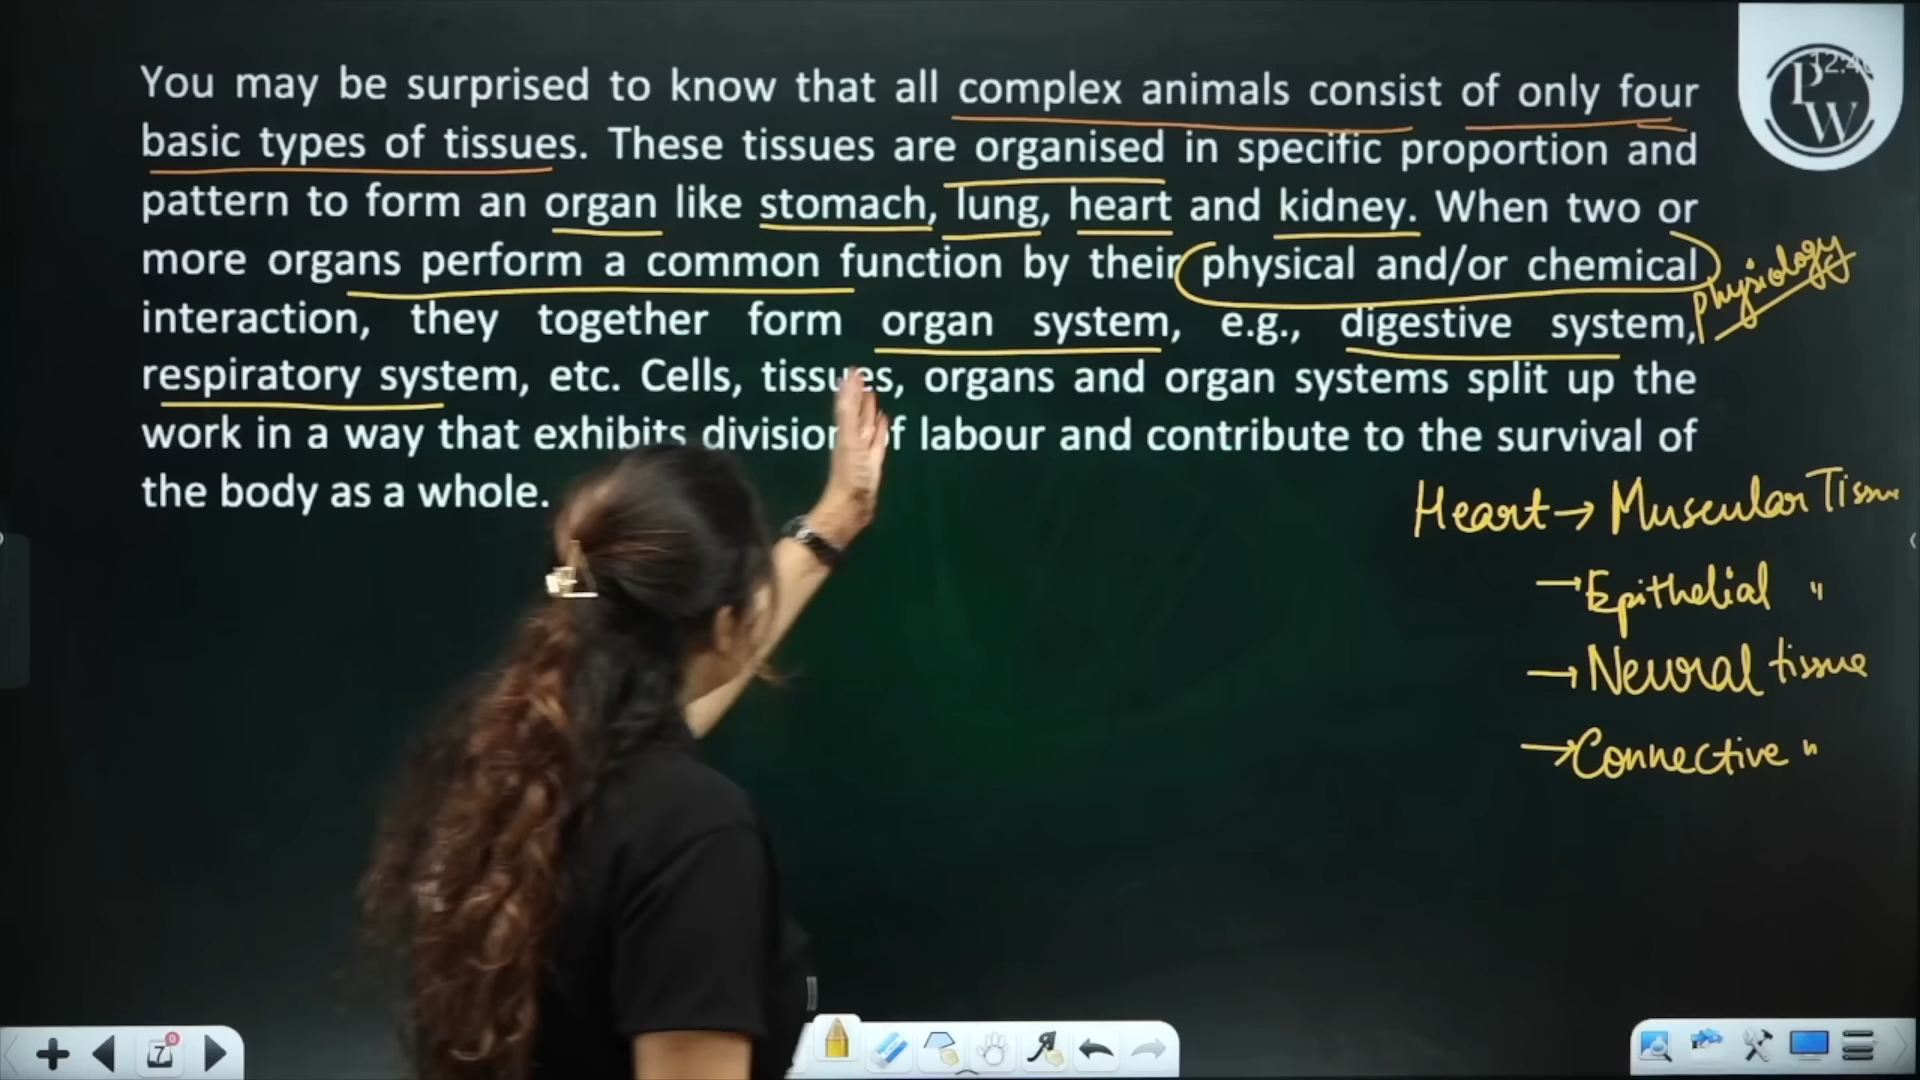 You may be surprised to know that all complex animals consist of only four
basic types of tissues. These tissues are organised in specific proportion and
pattern to form an organ like stomach, lung, heart and kidney. When two or
more organs perform a common function by their physical and/or chemical
physiology
interaction, they together form organ system, e.g., digestive system,
respiratory system, etc. Cells, tissues, organs and organ systems split up the
work in a way that exhibits division of labour and contribute to the survival of
the body as a whole.
Heart → Muscular Tissue
→ Epithelial "
→ Neural tissue
→ Connective "
PW
7
0